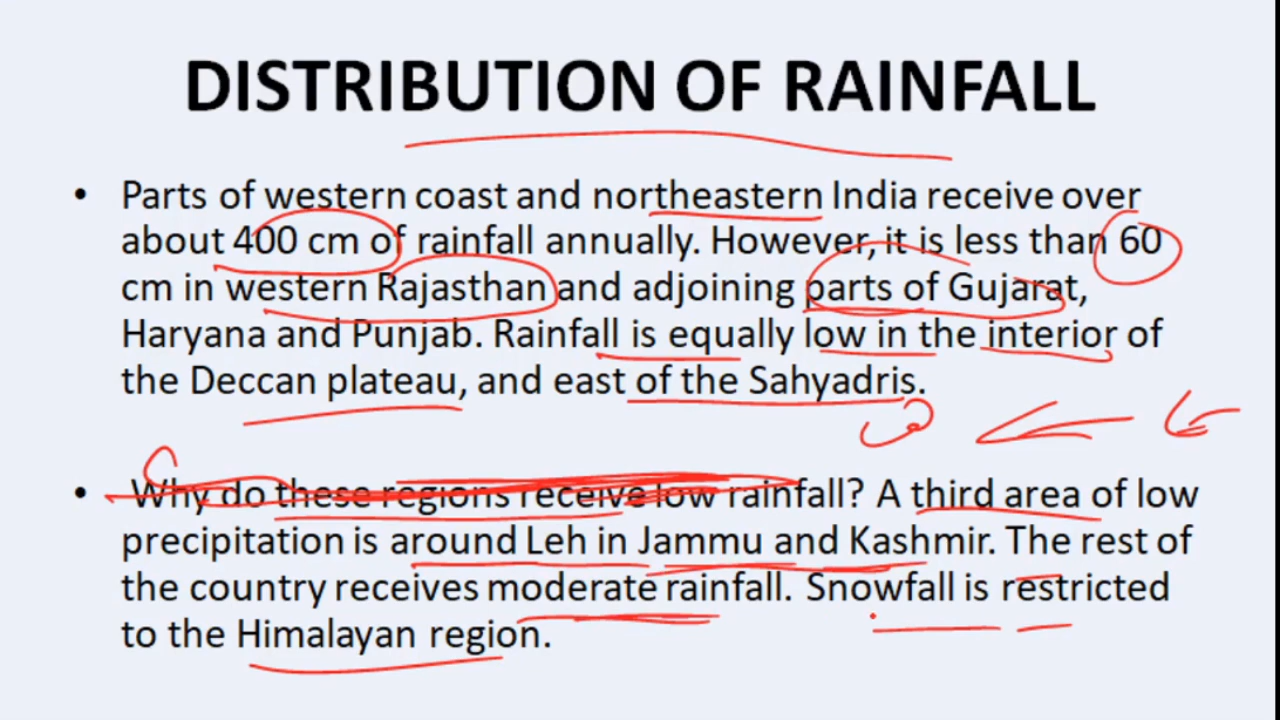 DISTRIBUTION OF RAINFALL
• Parts of western coast and northeastern India receive over
about 400 cm of rainfall annually. However, it is less than 60
cm in western Rajasthan and adjoining parts of Gujarat,
Haryana and Punjab. Rainfall is equally low in the interior of
the Deccan plateau, and east of the Sahyadris.
• Why do these regions receive low rainfall? A third area of low
precipitation is around Leh in Jammu and Kashmir. The rest of
the country receives moderate rainfall. Snowfall is restricted
to the Himalayan region.